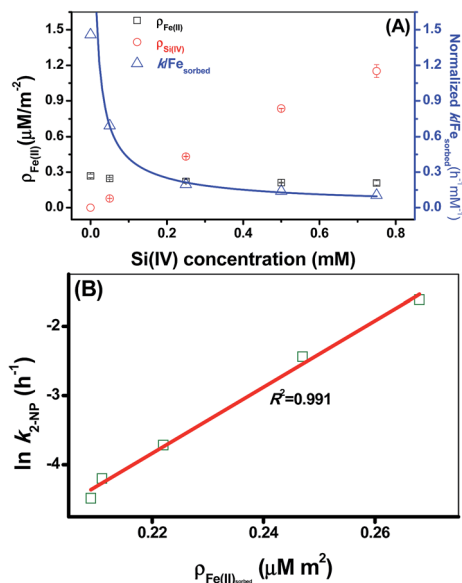 (A)
ρFe(II)
ρSi(IV)
k/Fesorbed
1.5
1.2
0.9
0.6
0.3
0.0
ρFe(II)(μM/m-2)
1.5
1.2
0.9
0.6
0.3
0.0
Normalized k/Fesorbed(h-1 mM-1)
0.0 0.2 0.4 0.6 0.8
Si(IV) concentration (mM)
(B)
-2
-3
-4
ln k2-NP (h-1)
R2=0.991
0.22 0.24 0.26
ρFe(II)sorbed (μM m2)